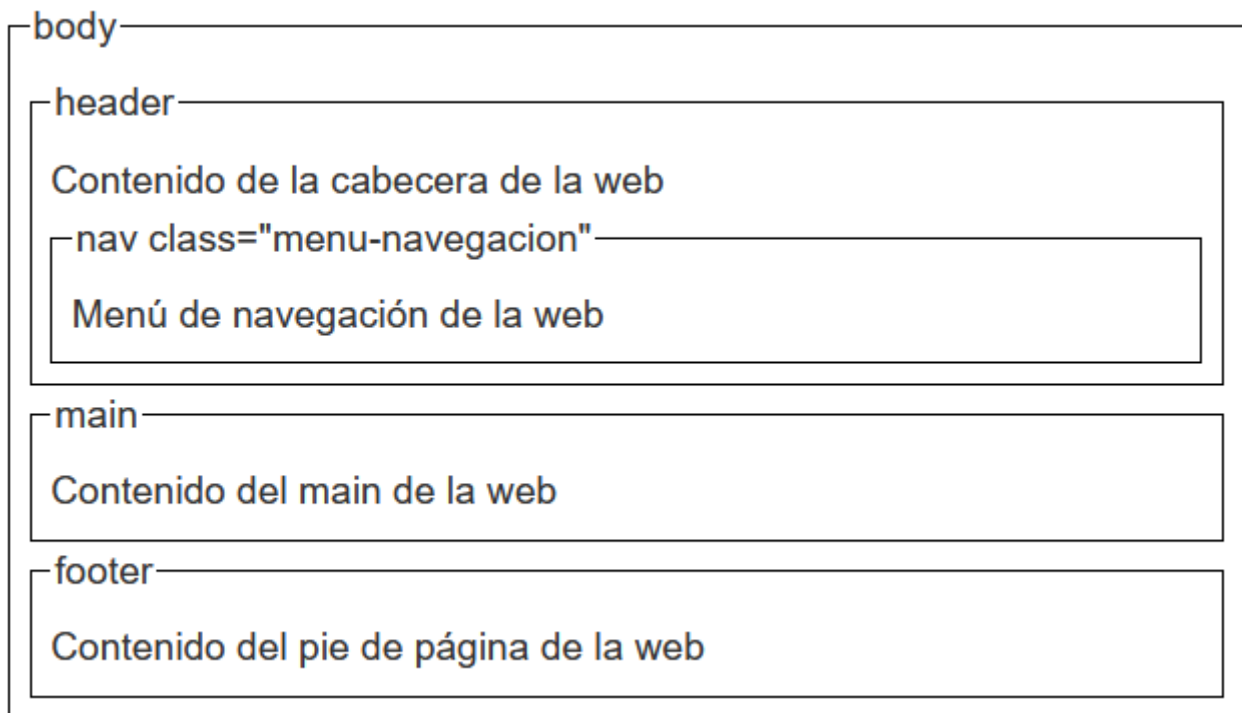 body
header
Contenido de la cabecera de la web
nav class="menu-navegacion"
Menú de navegación de la web
main
Contenido del main de la web
footer
Contenido del pie de página de la web